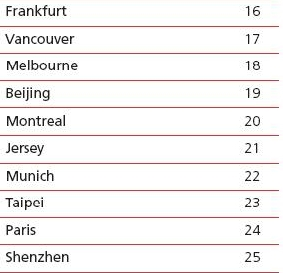 Frankfurt 16
Vancouver 17
Melbourne 18
Beijing 19
Montreal 20
Jersey 21
Munich 22
Taipei 23
Paris 24
Shenzhen 25